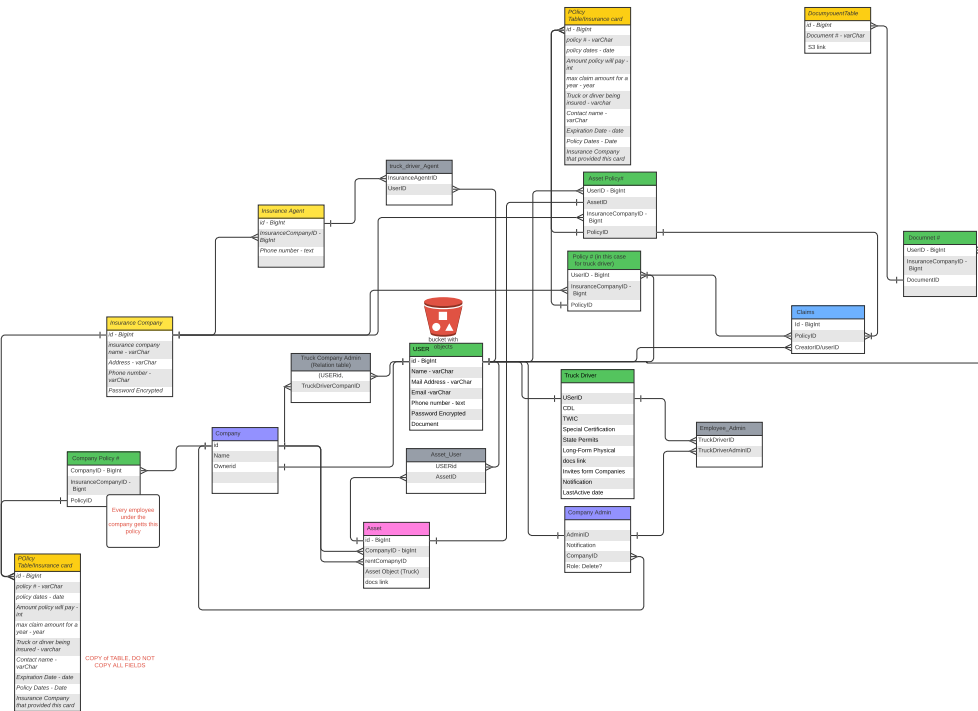 POlicy
Table/Insurance card
id - BigInt
policy # - varChar
policy dates - date
Amount policy will pay -
int
max claim amount for a
year - year
Truck or dirver being
insured - varchar
Contact name -
varChar
Expiration Date - date
Policy Dates - Date
Insurance Company
that provided this card
DocumyouentTable
id - BigInt
Document # - varChar
S3 link
truck_driver_Agent
InsuranceAgentrID
UserID
Asset Policy#
UserID - BigInt
AssetID
InsuranceCompanyID -
BigInt
PolicyID
Insurance Agent
id - BigInt
InsuranceCompanyID -
BigInt
Phone number - text
Documnet #
UserID - BigInt
InsuranceCompanyID -
BigInt
DocumentID
Policy # (in this case
for truck driver)
UserID - BigInt
InsuranceCompanyID -
BigInt
PolicyID
Claims
Id - BigInt
PolicyID
CreatorID/userID
Insurance Company
id - BigInt
insurance company
name - varChar
Address - varChar
Phone number -
varChar
Password Encrypted
bucket with
objects
USER
id - BigInt
Name - varChar
Mail Address - varChar
Email -varChar
Phone number - text
Password Encrypted
Document
Truck Company Admin
(Relation table)
(USERid,
TruckDriverCompanID
Truck Driver
USerID
CDL
TWIC
Special Certification
State Permits
Long-Form Physical
docs link
Invites form Companies
Notification
LastActive date
Employee_Admin
TruckDriverID
TruckDriverAdminID
Company
id
Name
Ownerid
Asset_User
USERid
AssetID
Company Policy #
CompanyID - BigInt
InsuranceCompanyID -
BigInt
PolicyID
Every employee
under the
company getts this
policy
Company Admin
AdminID
Notification
CompanyID
Role: Delete?
Asset
id - BigInt
CompanyID - bigInt
rentComapnyID
Asset Object (Truck)
docs link
POlicy
Table/Insurance card
id - BigInt
policy # - varChar
policy dates - date
Amount policy will pay -
int
max claim amount for a
year - year
Truck or dirver being
insured - varchar
Contact name -
varChar
Expiration Date - date
Policy Dates - Date
Insurance Company
that provided this card
COPY of TABLE, DO NOT
COPY ALL FIELDS